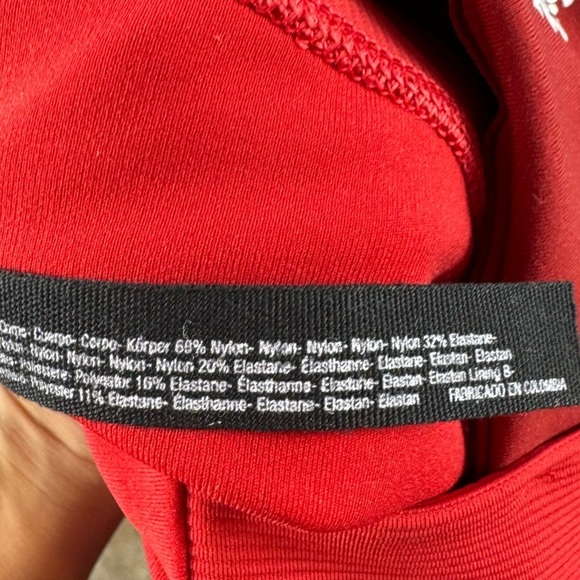 Cuerpo- Corpo- Körper 68% Nylon- Nylon- Nylon- Nylon- Nylon 32% Elastane-
Nylon- Nylon- Nylon- Nylon 20% Elastane- Élasthanne- Elastane- Elastan- Elastan
Polyester 16% Elastane- Élasthanne- Elastane- Elastan- Elastan Lining B-
Polyester 11% Elastane- Élasthanne- Elastane- Elastan- Elastan
FABRICADO EN COLOMBIA